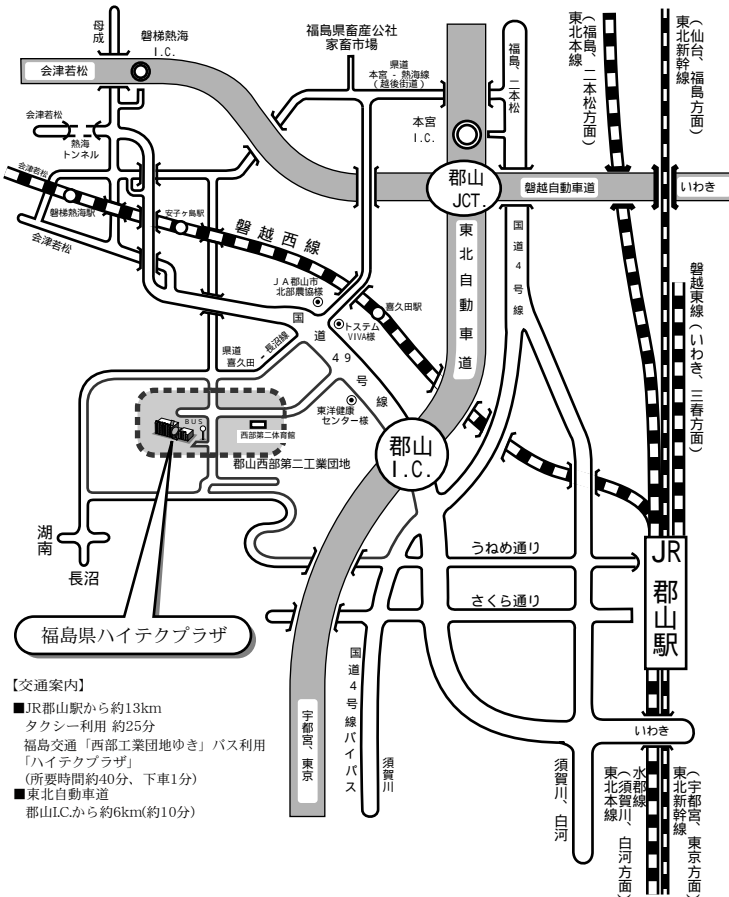 母成
磐梯熱海
I.C.
福島県畜産公社
家畜市場
会津若松
県道
本宮 - 熱海線
(越後街道)
福島、二本松
(福島、二本松方面)
東北本線
(仙台、福島方面)
東北新幹線
会津若松
熱海
トンネル
本宮
I.C.
郡山
JCT.
磐越自動車道
いわき
会津若松
磐梯熱海駅
安子ヶ島駅
会津若松
磐越西線
東北自動車道
国道4号線
JA郡山市
北部農協様
喜久田駅
トステム
VIVA様
国道49号線
県道
喜久田 - 長沼線
磐越東線(いわき、三春方面)
BUS
西部第二体育館
東洋健康
センター様
郡山西部第二工業団地
郡山
I.C.
湖南
長沼
うねめ通り
さくら通り
JR
郡山駅
福島県ハイテクプラザ
国道4号線バイパス
宇都宮、東京
須賀川
須賀川、白河
いわき
(須賀川、白河方面)
水郡線
東北本線
(宇都宮、東京方面)
東北新幹線
【交通案内】
■JR郡山駅から約13km
タクシー利用 約25分
福島交通「西部工業団地ゆき」バス利用
「ハイテクプラザ」
(所要時間約40分、下車1分)
■東北自動車道
郡山I.C.から約6km(約10分)